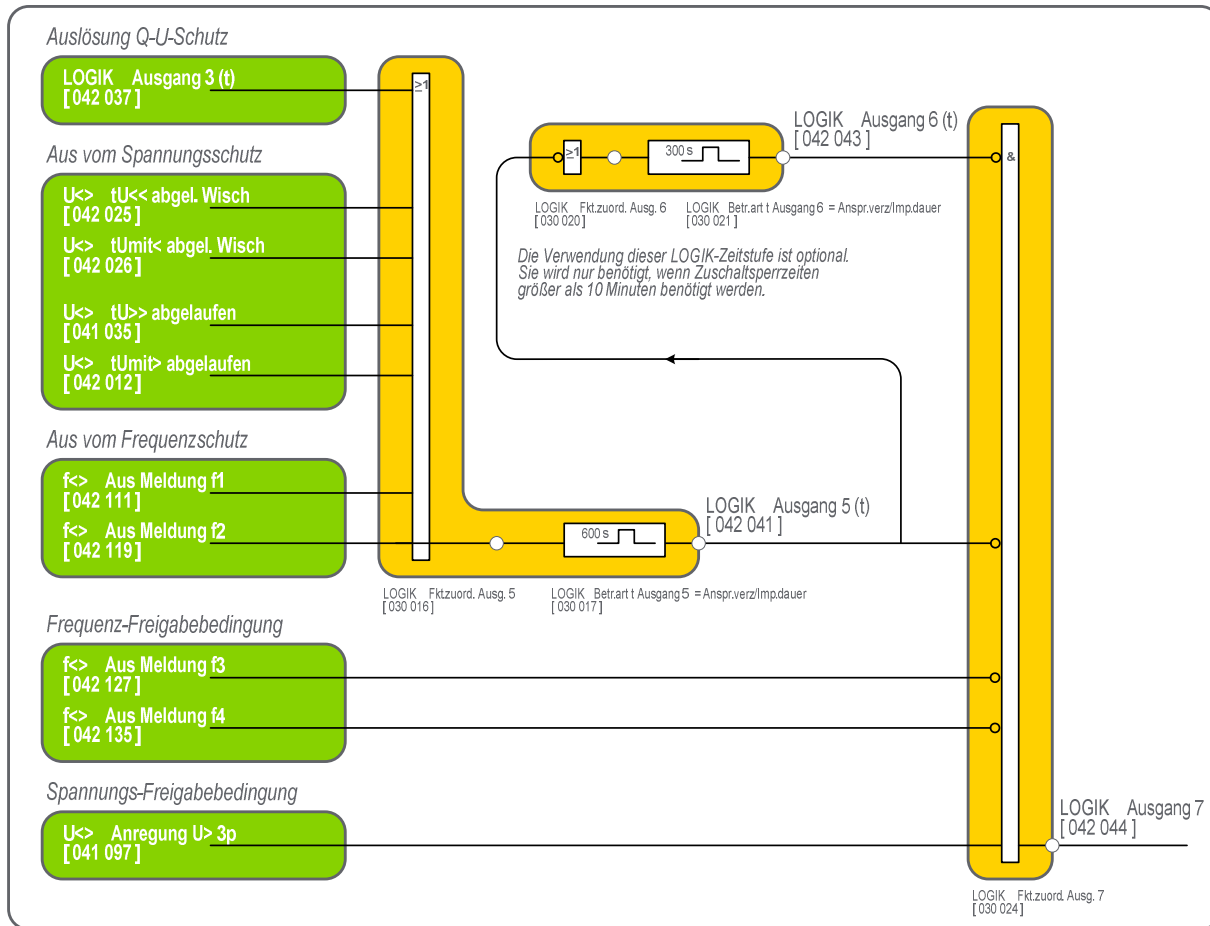 Auslösung Q-U-Schutz
LOGIK Ausgang 3 (t)
[ 042 037 ]
≥1
Aus vom Spannungsschutz
U<> tU<< abgel. Wisch
[ 042 025 ]
U<> tUmit< abgel. Wisch
[ 042 026 ]
U<> tU>> abgelaufen
[ 041 035 ]
U<> tUmit> abgelaufen
[ 042 012 ]
LOGIK Ausgang 6 (t)
[ 042 043 ]
≥1
300 s
&
LOGIK Fkt.zuord. Ausg. 6
[ 030 020 ]
LOGIK Betr.art t Ausgang 6 = Anspr.verz/Imp.dauer
[ 030 021 ]
Die Verwendung dieser LOGIK-Zeitstufe ist optional.
Sie wird nur benötigt, wenn Zuschaltsperrzeiten
größer als 10 Minuten benötigt werden.
Aus vom Frequenzschutz
f<> Aus Meldung f1
[ 042 111 ]
f<> Aus Meldung f2
[ 042 119 ]
600 s
LOGIK Ausgang 5 (t)
[ 042 041 ]
LOGIK Fkt.zuord. Ausg. 5
[ 030 016 ]
LOGIK Betr.art t Ausgang 5 = Anspr.verz/Imp.dauer
[ 030 017 ]
Frequenz-Freigabebedingung
f<> Aus Meldung f3
[ 042 127 ]
f<> Aus Meldung f4
[ 042 135 ]
Spannungs-Freigabebedingung
U<> Anregung U> 3p
[ 041 097 ]
LOGIK Ausgang 7
[ 042 044 ]
LOGIK Fkt.zuord. Ausg. 7
[ 030 024 ]